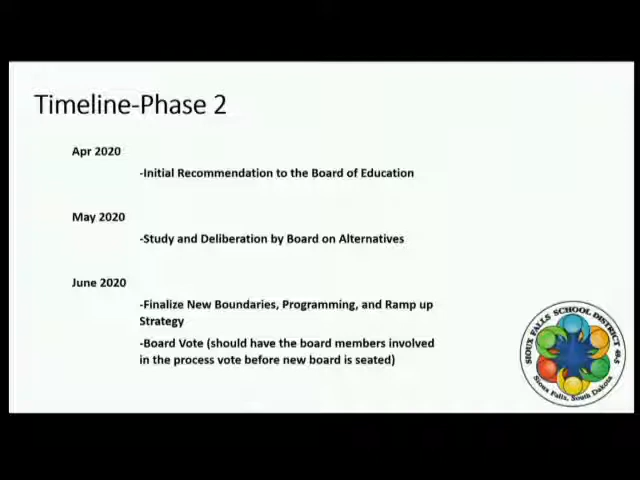 Timeline-Phase 2
Apr 2020
-Initial Recommendation to the Board of Education
May 2020
-Study and Deliberation by Board on Alternatives
June 2020
-Finalize New Boundaries, Programming, and Ramp up
Strategy
-Board Vote (should have the board members involved
in the process vote before new board is seated)
SIOUX FALLS SCHOOL DISTRICT 49-5
Sioux Falls, South Dakota